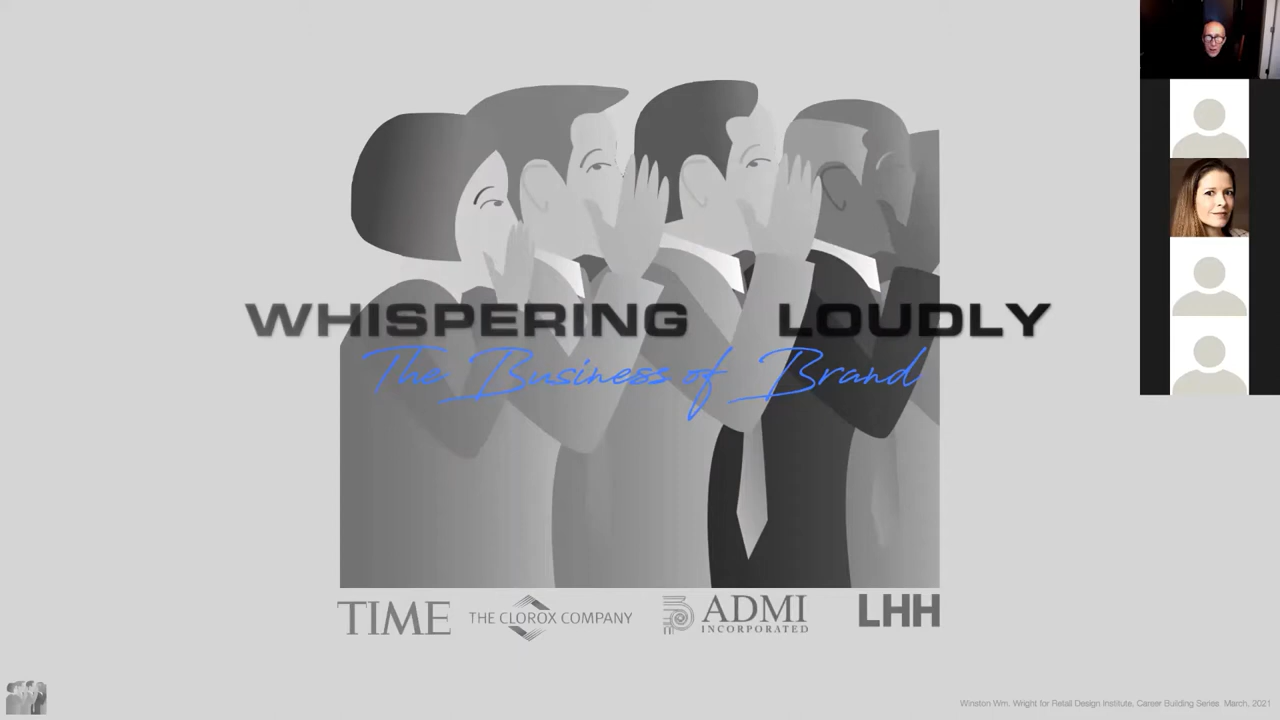 WHISPERING LOUDLY
The Business of Brand
TIME
THE CLOROX COMPANY
ADMI
INCORPORATED
LHH
Winston Wm. Wright for Retail Design Institute, Career Building Series March, 2021